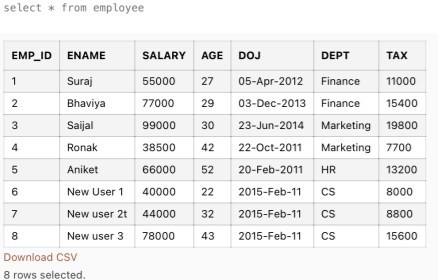 select * from employee
EMP_ID ENAME SALARY AGE DOJ DEPT TAX
1 Suraj 55000 27 05-Apr-2012 Finance 11000
2 Bhaviya 77000 29 03-Dec-2013 Finance 15400
3 Saijal 99000 30 23-Jun-2014 Marketing 19800
4 Ronak 38500 42 22-Oct-2011 Marketing 7700
5 Aniket 66000 52 20-Feb-2011 HR 13200
6 New User 1 40000 22 2015-Feb-11 CS 8000
7 New user 2t 44000 32 2015-Feb-11 CS 8800
8 New user 3 78000 43 2015-Feb-11 CS 15600
Download CSV
8 rows selected.